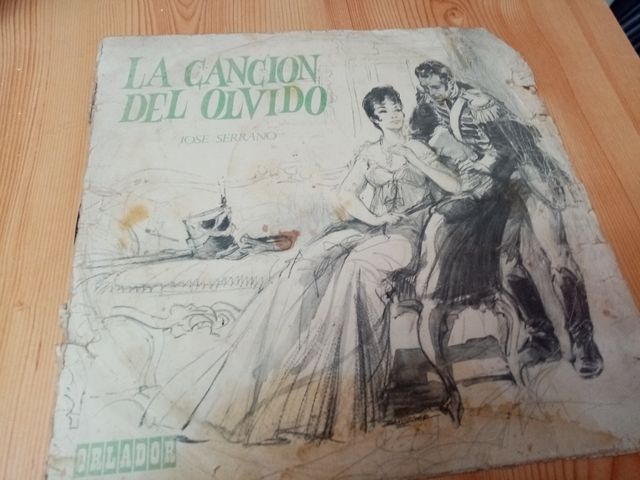 LA CANCION
DEL OLVIDO
JOSE SERRANO
ORLADOR